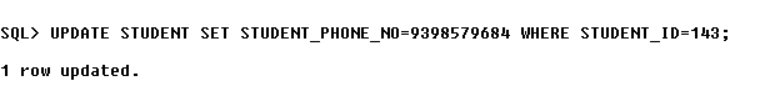 SQL> UPDATE STUDENT SET STUDENT_PHONE_NO=9398579684 WHERE STUDENT_ID=143;
1 row updated.